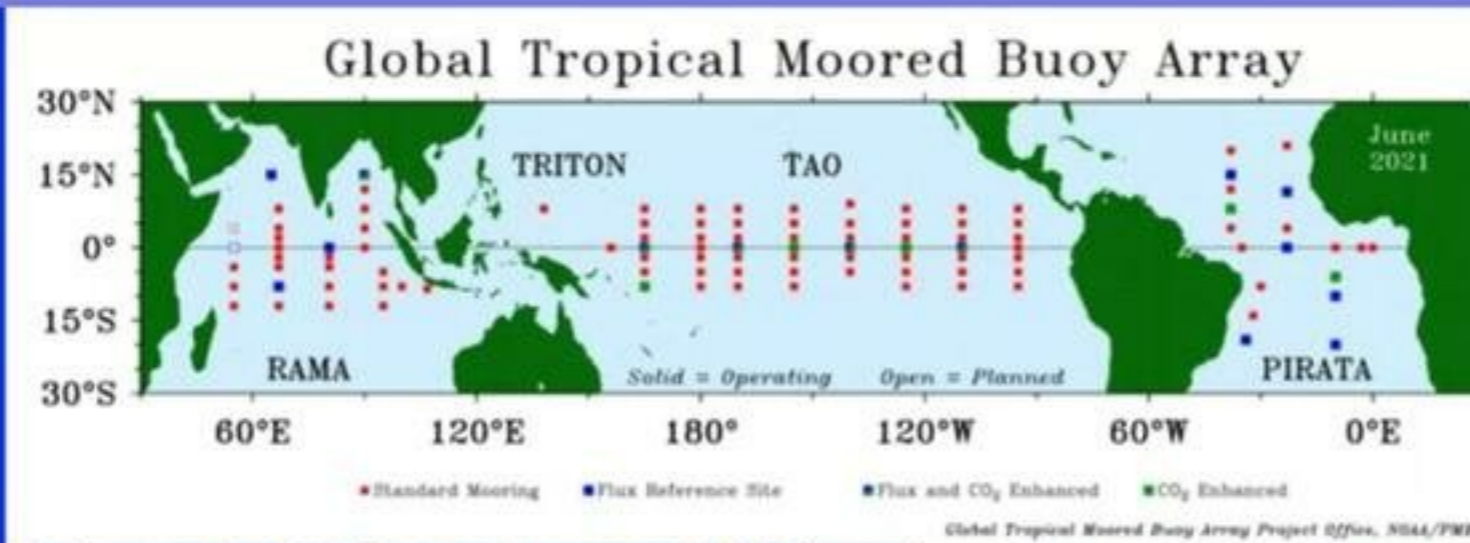 Global Tropical Moored Buoy Array
30°N
15°N
0°
15°S
30°S
TRITON
TAO
June
2021
RAMA
Solid = Operating
Open = Planned
PIRATA
60°E
120°E
180°
120°W
60°W
0°E
Standard Mooring
Flux Reference Site
Flux and CO₂ Enhanced
CO₂ Enhanced
Global Tropical Moored Buoy Array Project Office, NOAA/PME